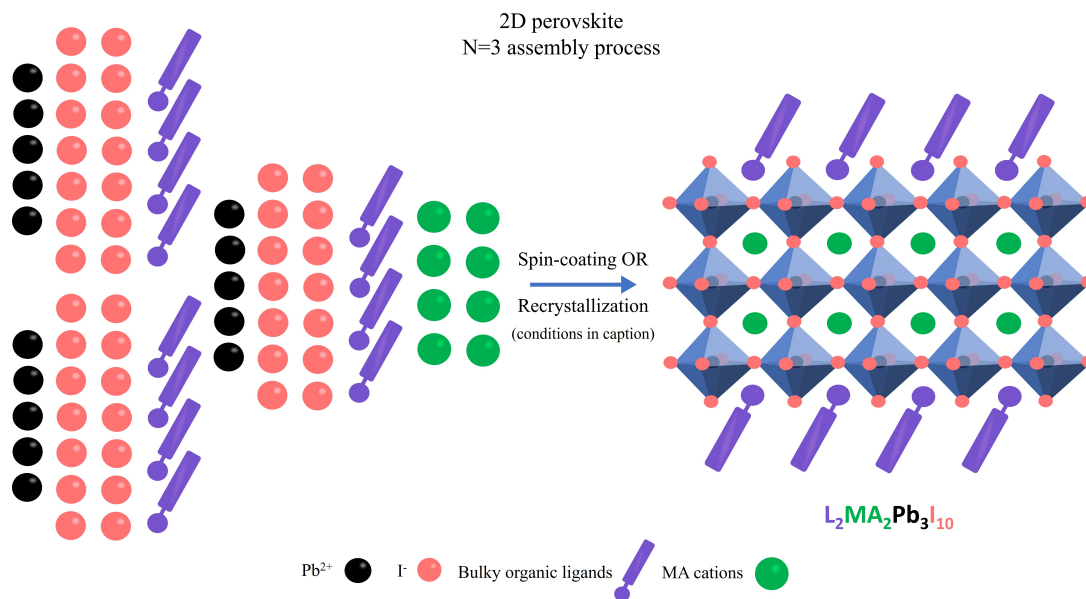 2D perovskite
N=3 assembly process
Spin-coating OR
Recrystallization
(conditions in caption)
L₂MA₂Pb₃I₁₀
Pb²⁺ I⁻ Bulky organic ligands MA cations